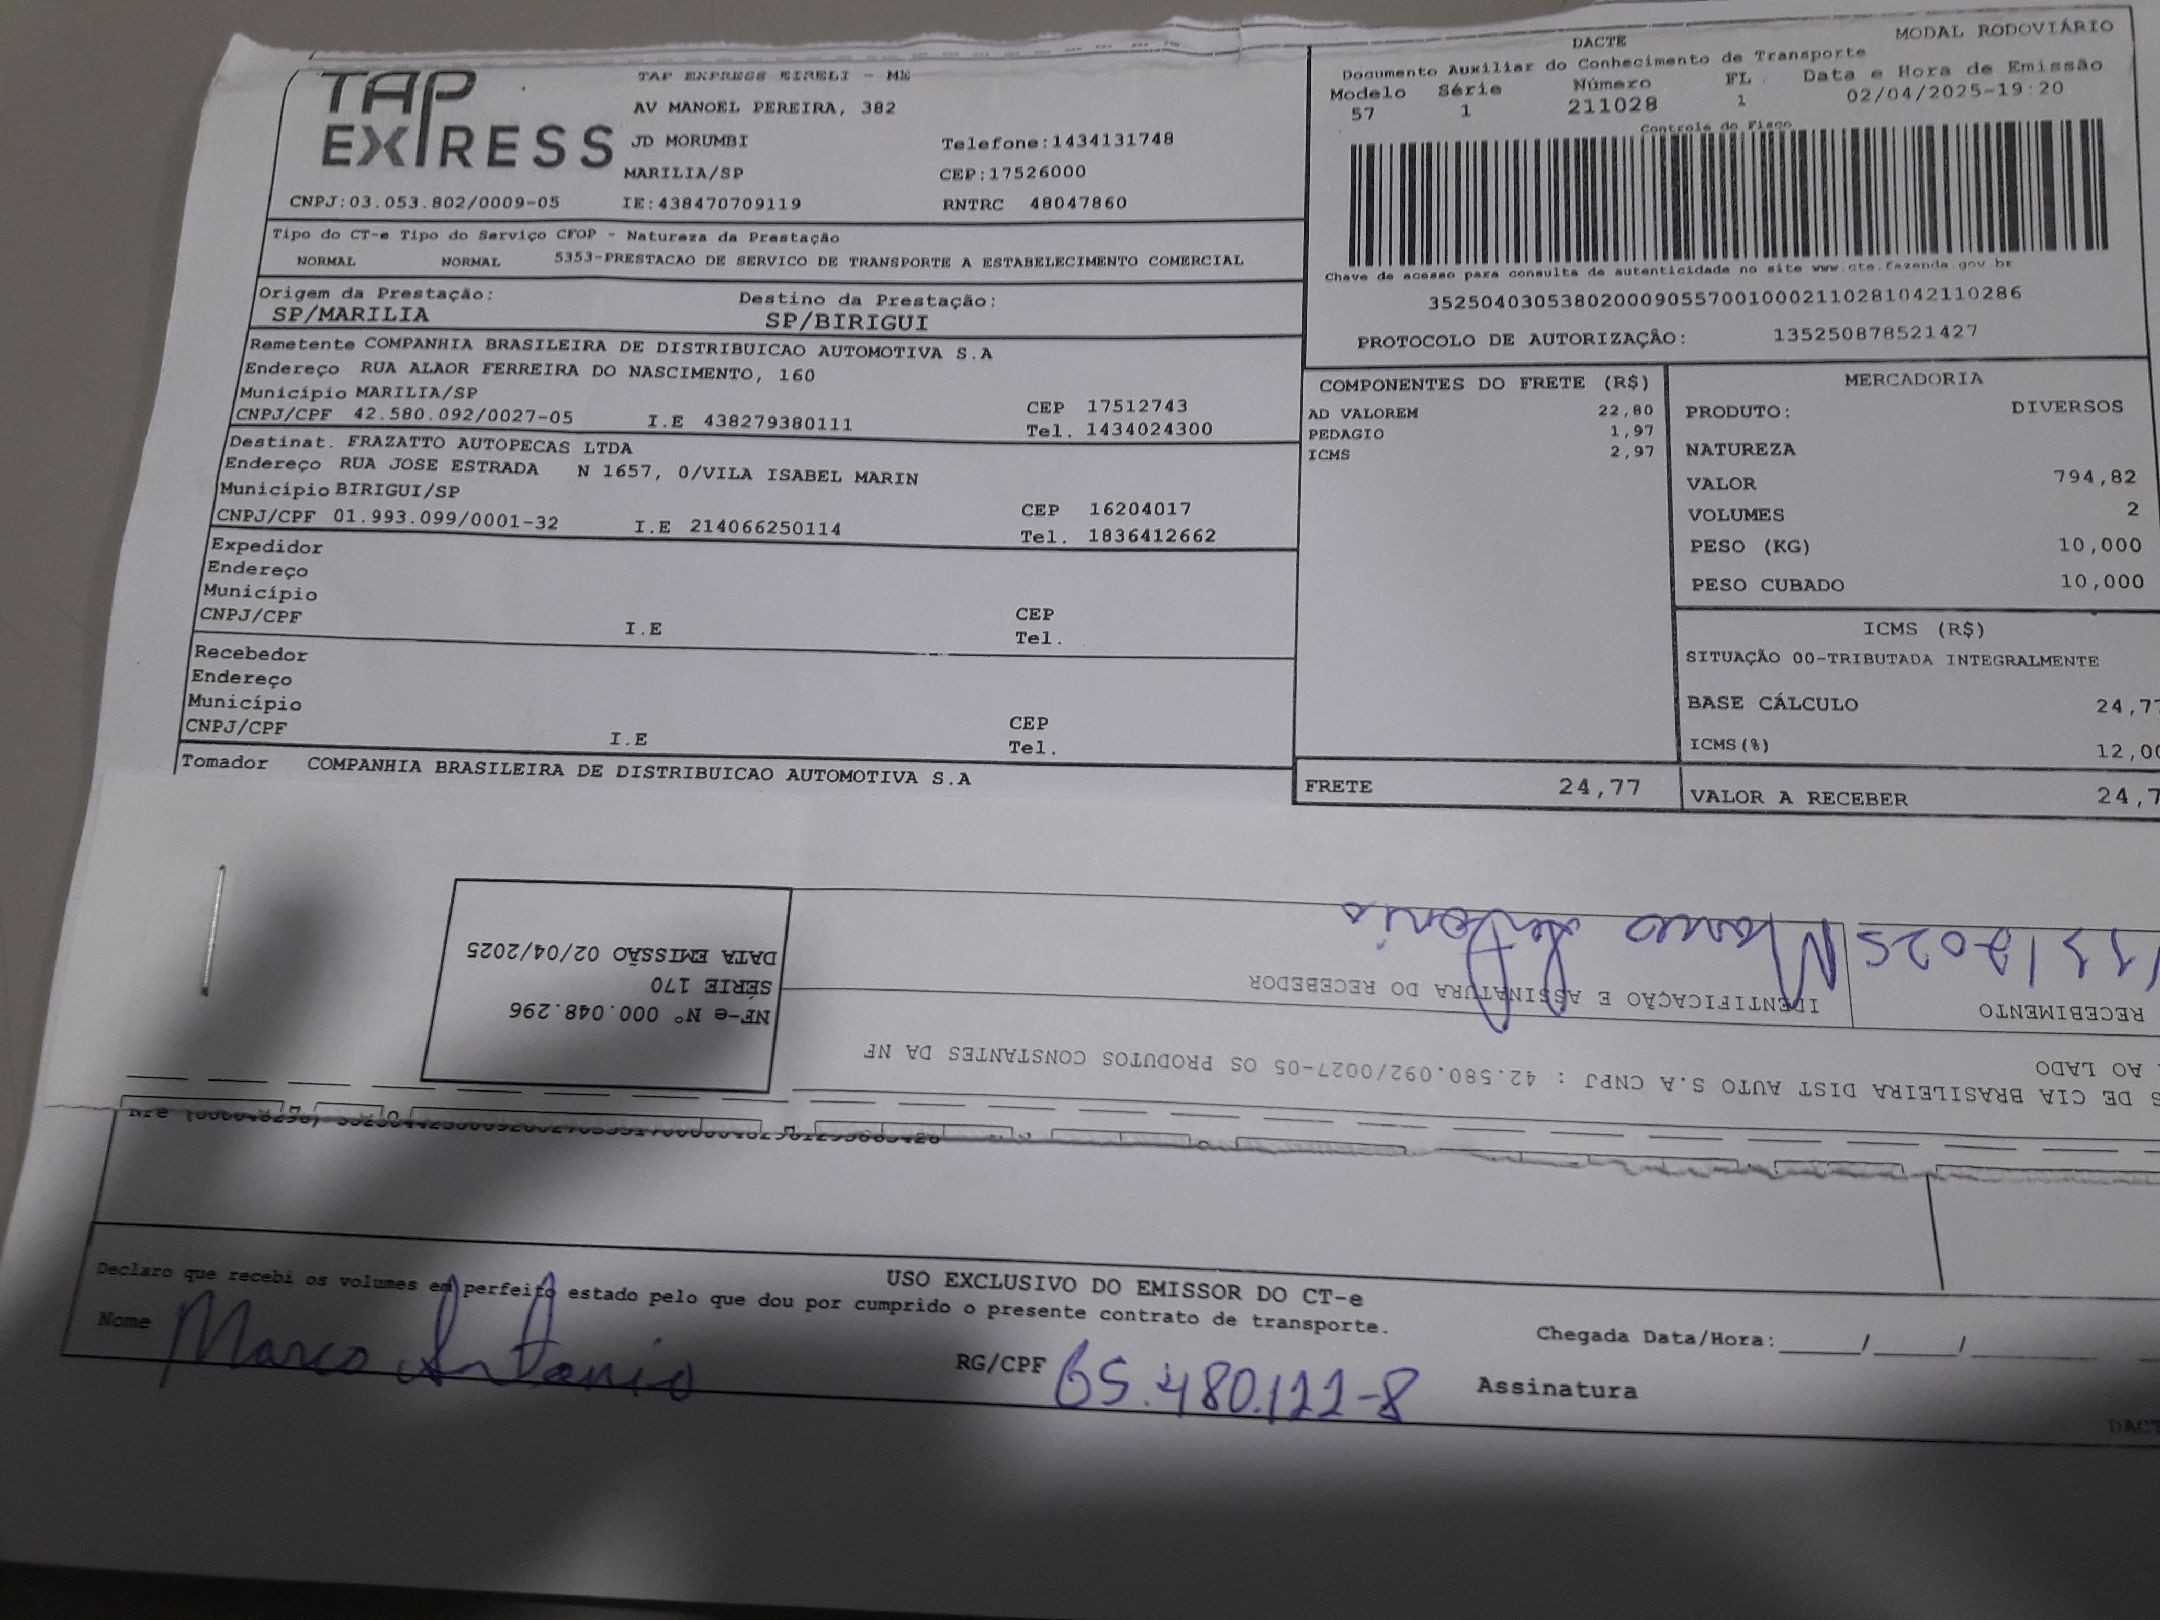 TAP EXPRESS
TAP EXPRESS EIRELI - ME
AV MANOEL PEREIRA, 382
JD MORUMBI Telefone:1434131748
MARILIA/SP CEP:17526000
CNPJ:03.053.802/0009-05 IE:438470709119 RNTRC 48047860
Tipo do CT-e Tipo do Serviço CFOP - Natureza da Prestação
NORMAL NORMAL 5353-PRESTACAO DE SERVICO DE TRANSPORTE A ESTABELECIMENTO COMERCIAL
Origem da Prestação: Destino da Prestação:
SP/MARILIA SP/BIRIGUI
Remetente COMPANHIA BRASILEIRA DE DISTRIBUICAO AUTOMOTIVA S.A
Endereço RUA ALAOR FERREIRA DO NASCIMENTO, 160
Município MARILIA/SP CEP 17512743
CNPJ/CPF 42.580.092/0027-05 I.E 438279380111 Tel. 1434024300
Destinat. FRAZATTO AUTOPECAS LTDA
Endereço RUA JOSE ESTRADA N 1657, 0/VILA ISABEL MARIN
Município BIRIGUI/SP CEP 16204017
CNPJ/CPF 01.993.099/0001-32 I.E 214066250114 Tel. 1836412662
Expedidor
Endereço
Município CEP
CNPJ/CPF I.E Tel.
Recebedor
Endereço
Município CEP
CNPJ/CPF I.E Tel.
Tomador COMPANHIA BRASILEIRA DE DISTRIBUICAO AUTOMOTIVA S.A
DACTE MODAL RODOVIÁRIO
Documento Auxiliar do Conhecimento de Transporte
Modelo Série Número FL Data e Hora de Emissão
57 1 211028 1 02/04/2025-19:20
Controle do Fisco
Chave de acesso para consulta de autenticidade no site www.cte.fazenda.gov.br
35250403053802000905570010002110281042110286
PROTOCOLO DE AUTORIZAÇÃO: 135250878521427
COMPONENTES DO FRETE (R$)
AD VALOREM 22,80
PEDAGIO 1,97
ICMS 2,97
FRETE 24,77
MERCADORIA
PRODUTO: DIVERSOS
NATUREZA
VALOR 794,82
VOLUMES 2
PESO (KG) 10,000
PESO CUBADO 10,000
ICMS (R$)
SITUAÇÃO 00-TRIBUTADA INTEGRALMENTE
BASE CÁLCULO 24,77
ICMS(%) 12,00
VALOR A RECEBER 24,7
S DE CIA BRASILEIRA DIST AUTO S.A CNPJ : 42.580.092/0027-05 OS PRODUTOS CONSTANTES DA NF
AO LADO
RECEBIMENTO IDENTIFICAÇÃO E ASSINATURA DO RECEBEDOR
/2025 Marco Antonio
NF-e Nº 000.048.296
SÉRIE 170
DATA EMISSÃO 02/04/2025
USO EXCLUSIVO DO EMISSOR DO CT-e
Declaro que recebi os volumes em perfeito estado pelo que dou por cumprido o presente contrato de transporte.
Nome Marco Antonio RG/CPF 65.480.122-8 Assinatura
Chegada Data/Hora:_____/_____/_______
DACT